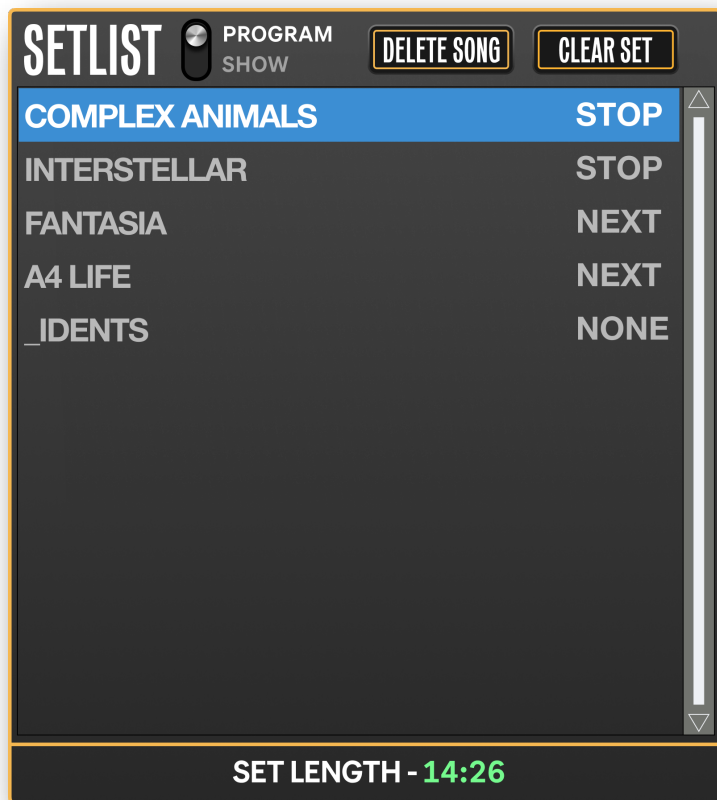 SETLIST PROGRAM SHOW DELETE SONG CLEAR SET
COMPLEX ANIMALS STOP
INTERSTELLAR STOP
FANTASIA NEXT
A4 LIFE NEXT
_IDENTS NONE
SET LENGTH - 14:26